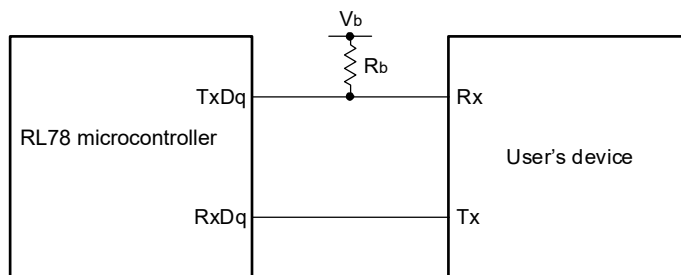 Vb
Rb
TxDq
Rx
RL78 microcontroller
User's device
RxDq
Tx